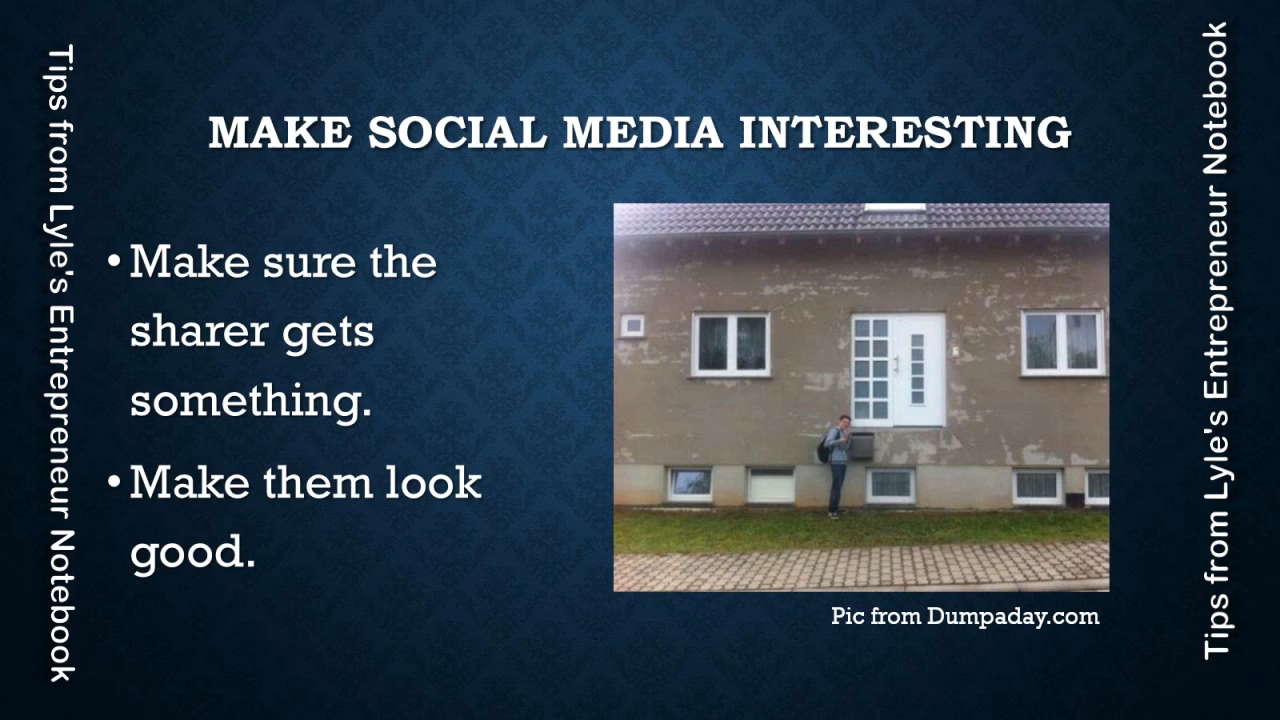 Tips from Lyle's Entrepreneur Notebook
MAKE SOCIAL MEDIA INTERESTING
• Make sure the
sharer gets
something.
• Make them look
good.
Pic from Dumpaday.com
Tips from Lyle's Entrepreneur Notebook